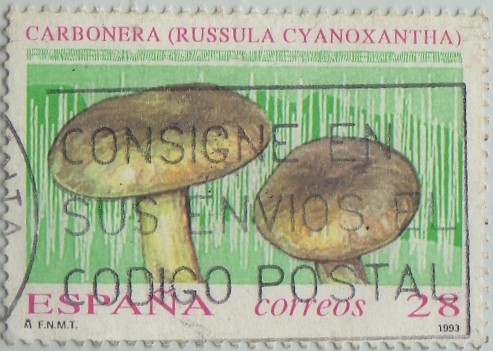 CARBONERA (RUSSULA CYANOXANTHA)
CONSIGNE EN
SUS ENVIOS EL
CODIGO POSTAL
ESPAÑA correos 28
F.N.M.T. 1993